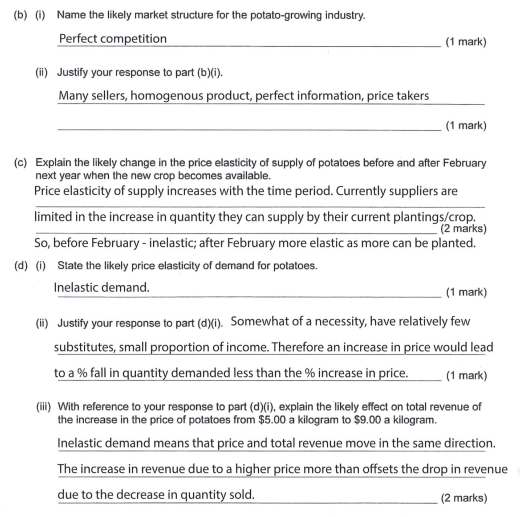 (b) (i) Name the likely market structure for the potato-growing industry.
Perfect competition (1 mark)
(ii) Justify your response to part (b)(i).
Many sellers, homogenous product, perfect information, price takers
(1 mark)
(c) Explain the likely change in the price elasticity of supply of potatoes before and after February
next year when the new crop becomes available.
Price elasticity of supply increases with the time period. Currently suppliers are
limited in the increase in quantity they can supply by their current plantings/crop.
(2 marks)
So, before February - inelastic; after February more elastic as more can be planted.
(d) (i) State the likely price elasticity of demand for potatoes.
Inelastic demand. (1 mark)
(ii) Justify your response to part (d)(i). Somewhat of a necessity, have relatively few
substitutes, small proportion of income. Therefore an increase in price would lead
to a % fall in quantity demanded less than the % increase in price. (1 mark)
(iii) With reference to your response to part (d)(i), explain the likely effect on total revenue of
the increase in the price of potatoes from $5.00 a kilogram to $9.00 a kilogram.
Inelastic demand means that price and total revenue move in the same direction.
The increase in revenue due to a higher price more than offsets the drop in revenue
due to the decrease in quantity sold. (2 marks)